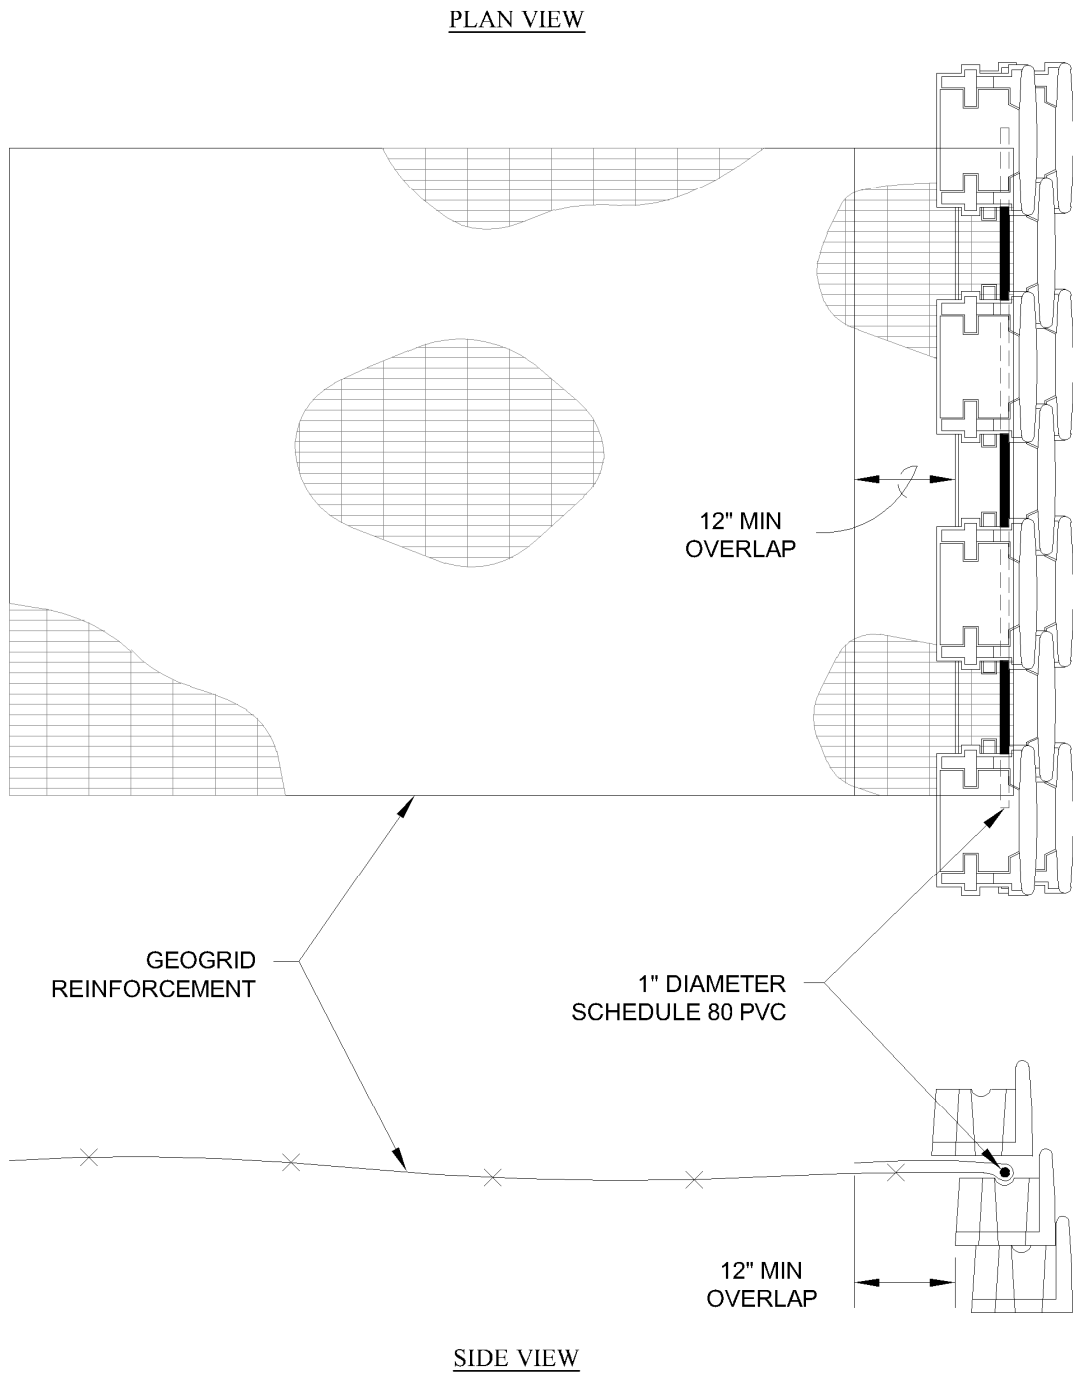 PLAN VIEW
12" MIN
OVERLAP
GEOGRID
REINFORCEMENT
1" DIAMETER
SCHEDULE 80 PVC
12" MIN
OVERLAP
SIDE VIEW